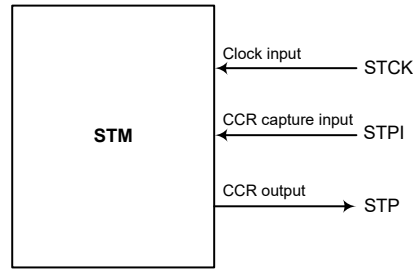 Clock input
STCK
CCR capture input
STM
STPI
CCR output
STP